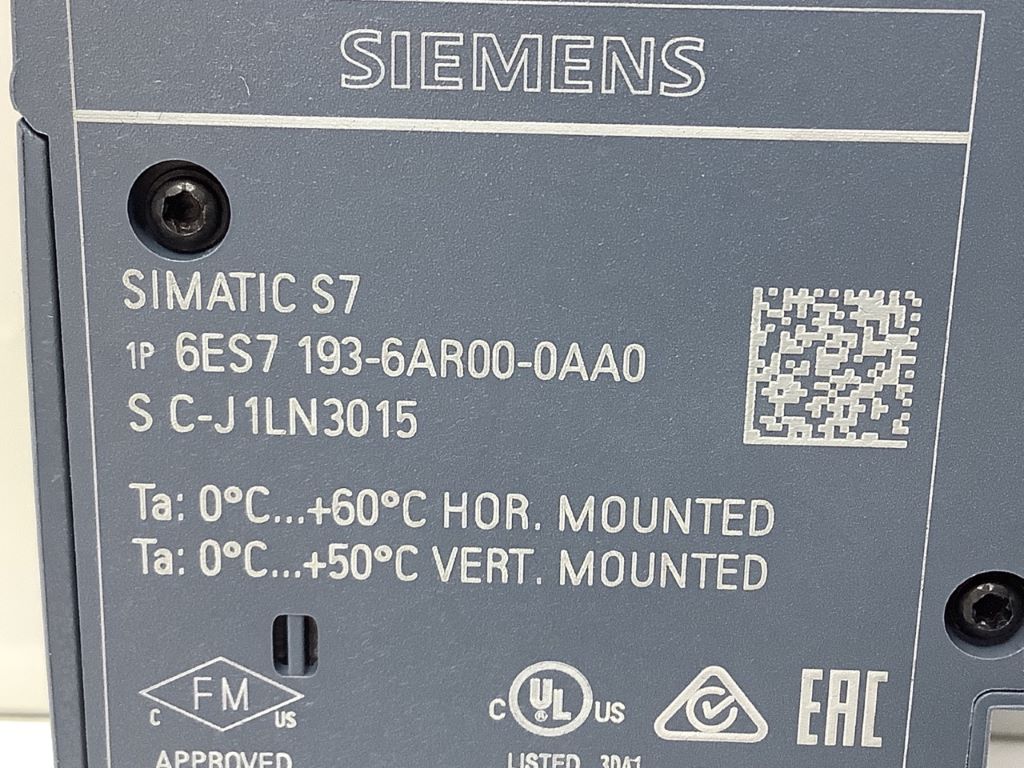 SIEMENS
SIMATIC S7
1P 6ES7 193-6AR00-0AA0
S C-J1LN3015
Ta: 0°C...+60°C HOR. MOUNTED
Ta: 0°C...+50°C VERT. MOUNTED
C FM US
APPROVED
C UL US
LISTED
EAC